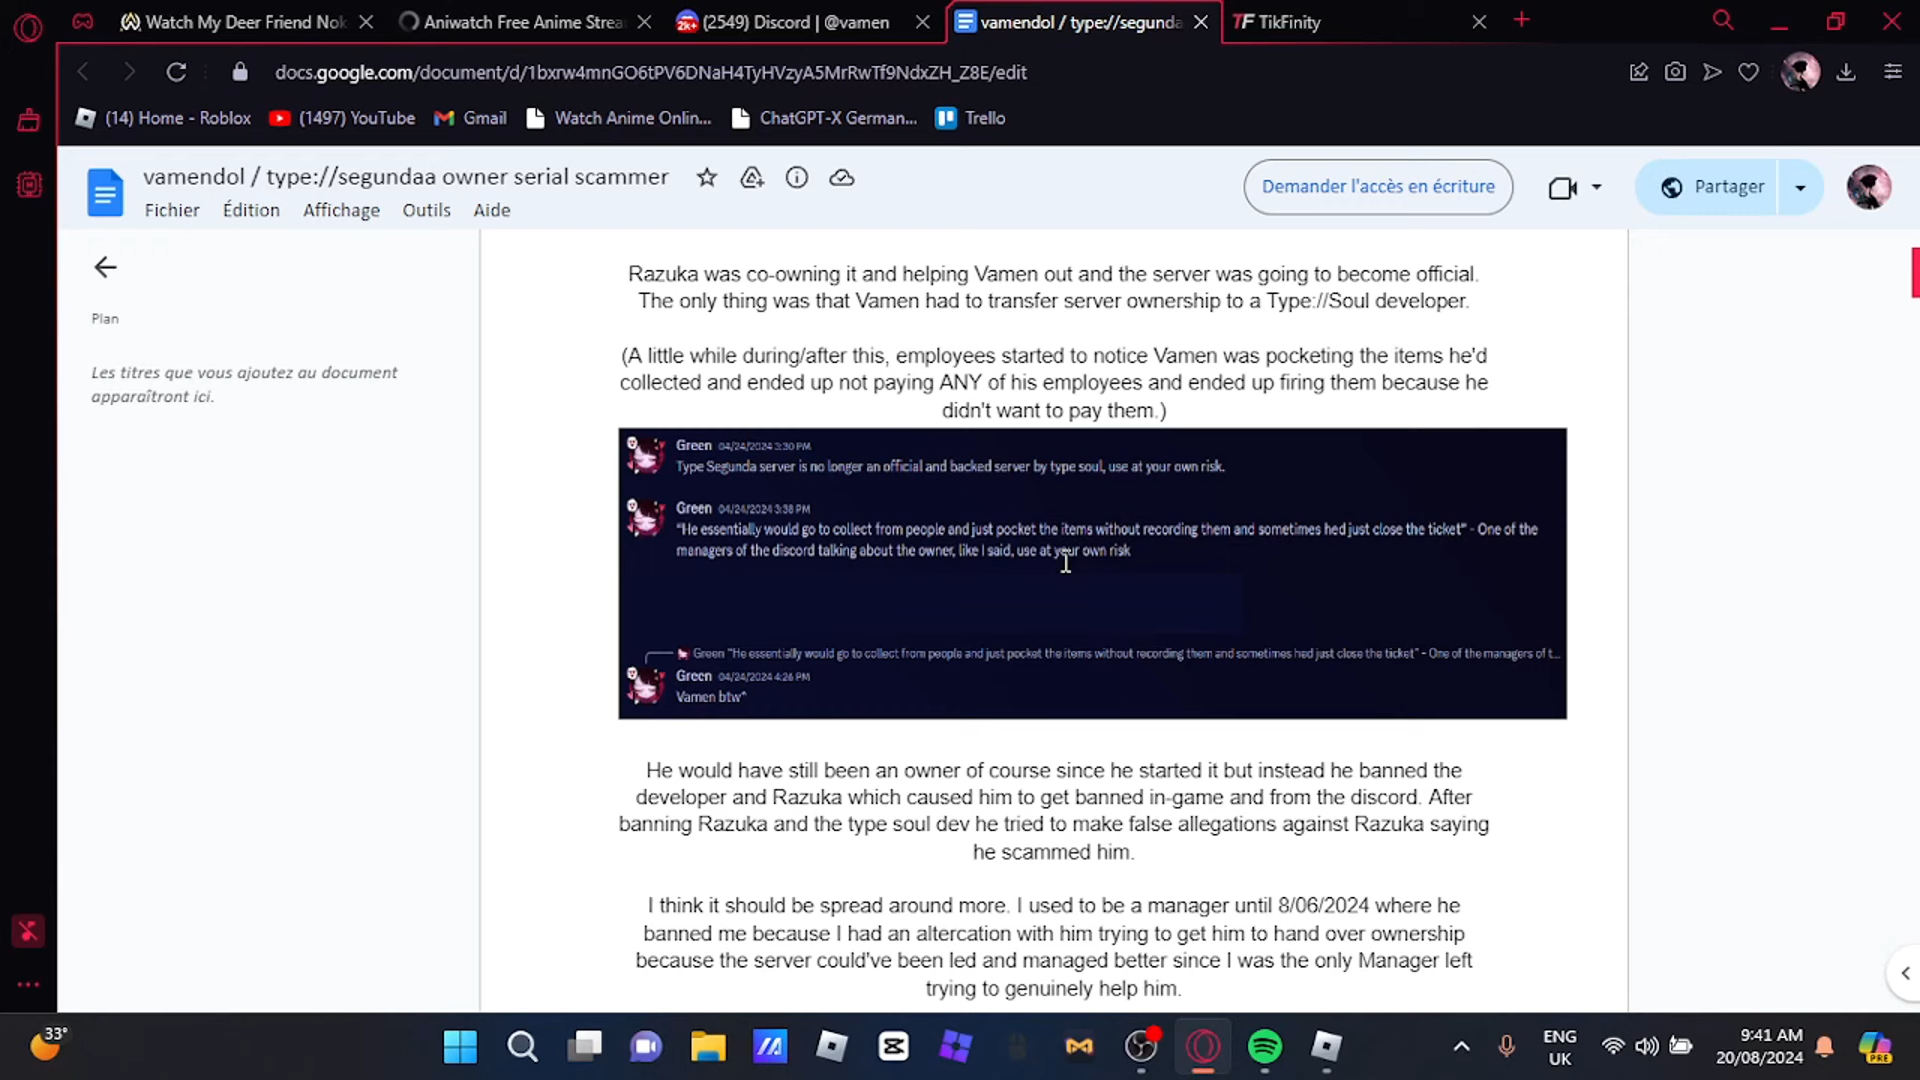 Watch My Deer Friend Nok
Aniwatch Free Anime Strea
(2549) Discord | @vamen
vamendol / type://segunda
TikFinity
docs.google.com/document/d/1bxrw4mnGO6tPV6DNaH4TyHVzyA5MrRwTf9NdxZH_Z8E/edit
(14) Home - Roblox
(1497) YouTube
Gmail
Watch Anime Onlin...
ChatGPT-X German...
Trello
vamendol / type://segundaa owner serial scammer
Demander l'accès en écriture
Partager
Fichier
Édition
Affichage
Outils
Aide
Plan
Les titres que vous ajoutez au document
apparaîtront ici.
Razuka was co-owning it and helping Vamen out and the server was going to become official.
The only thing was that Vamen had to transfer server ownership to a Type://Soul developer.
(A little while during/after this, employees started to notice Vamen was pocketing the items he'd
collected and ended up not paying ANY of his employees and ended up firing them because he
didn't want to pay them.)
Green 04/24/2024 3:30 PM
Type Segunda server is no longer an official and backed server by type soul, use at your own risk.
Green 04/24/2024 3:38 PM
"He essentially would go to collect from people and just pocket the items without recording them and sometimes hed just close the ticket" - One of the
managers of the discord talking about the owner, like I said, use at your own risk
Green "He essentially would go to collect from people and just pocket the items without recording them and sometimes hed just close the ticket" - One of the managers of t...
Green 04/24/2024 4:26 PM
Vamen btw^
He would have still been an owner of course since he started it but instead he banned the
developer and Razuka which caused him to get banned in-game and from the discord. After
banning Razuka and the type soul dev he tried to make false allegations against Razuka saying
he scammed him.
I think it should be spread around more. I used to be a manager until 8/06/2024 where he
banned me because I had an altercation with him trying to get him to hand over ownership
because the server could've been led and managed better since I was the only Manager left
trying to genuinely help him.
33°
ENG
UK
9:41 AM
20/08/2024
PRE